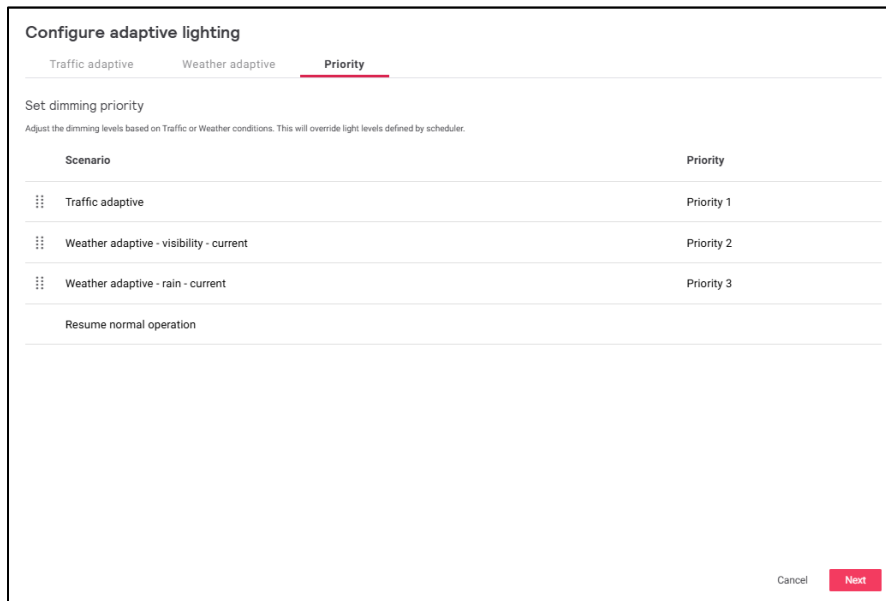 Configure adaptive lighting
Traffic adaptive Weather adaptive Priority
Set dimming priority
Adjust the dimming levels based on Traffic or Weather conditions. This will override light levels defined by scheduler.
Scenario Priority
Traffic adaptive Priority 1
Weather adaptive - visibility - current Priority 2
Weather adaptive - rain - current Priority 3
Resume normal operation
Cancel Next